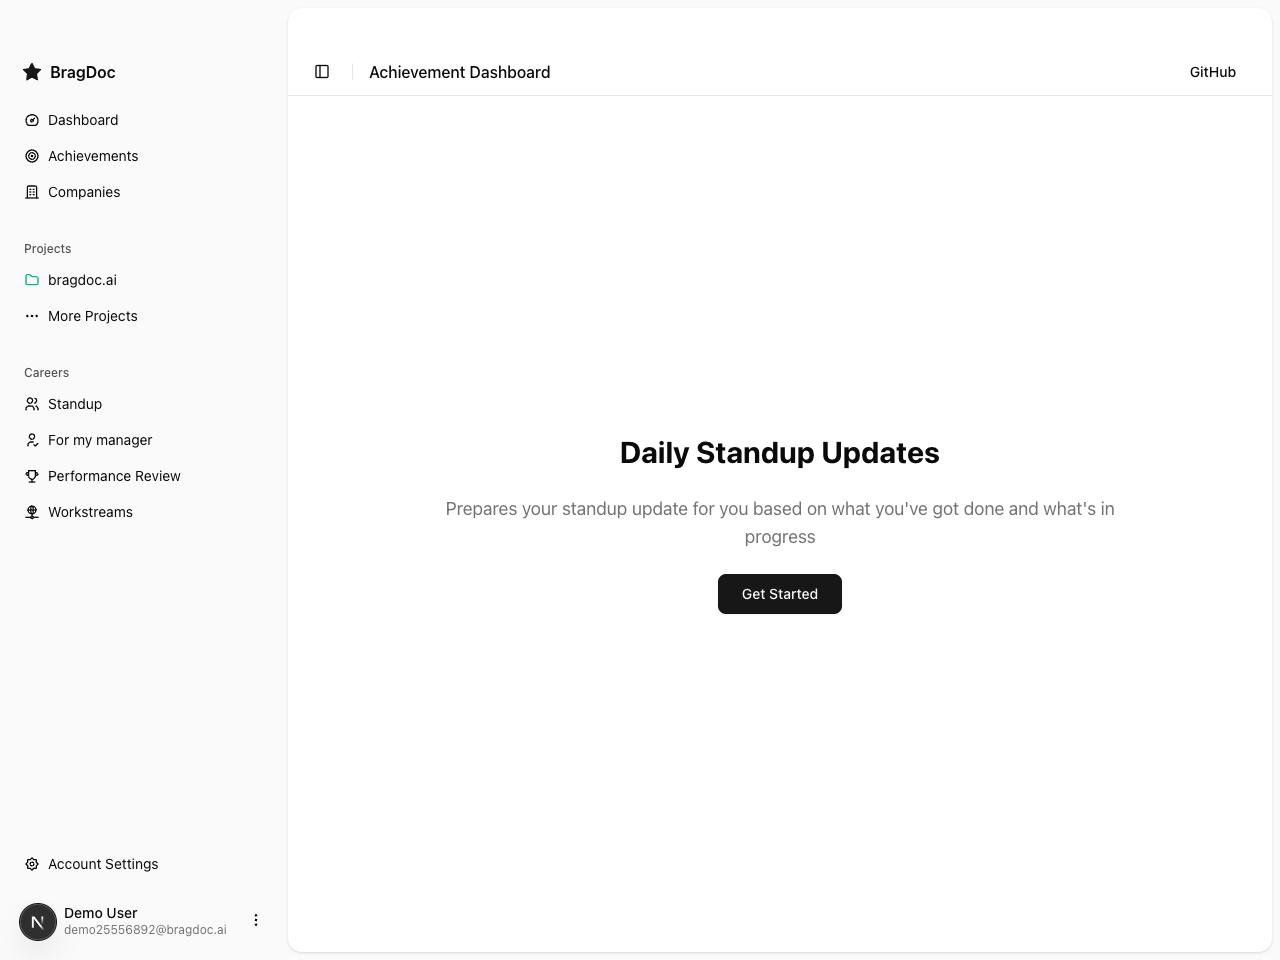 BragDoc
Dashboard
Achievements
Companies
Projects
bragdoc.ai
More Projects
Careers
Standup
For my manager
Performance Review
Workstreams
Account Settings
N
Demo User
demo25556892@bragdoc.ai
Achievement Dashboard
GitHub
Daily Standup Updates
Prepares your standup update for you based on what you've got done and what's in
progress
Get Started